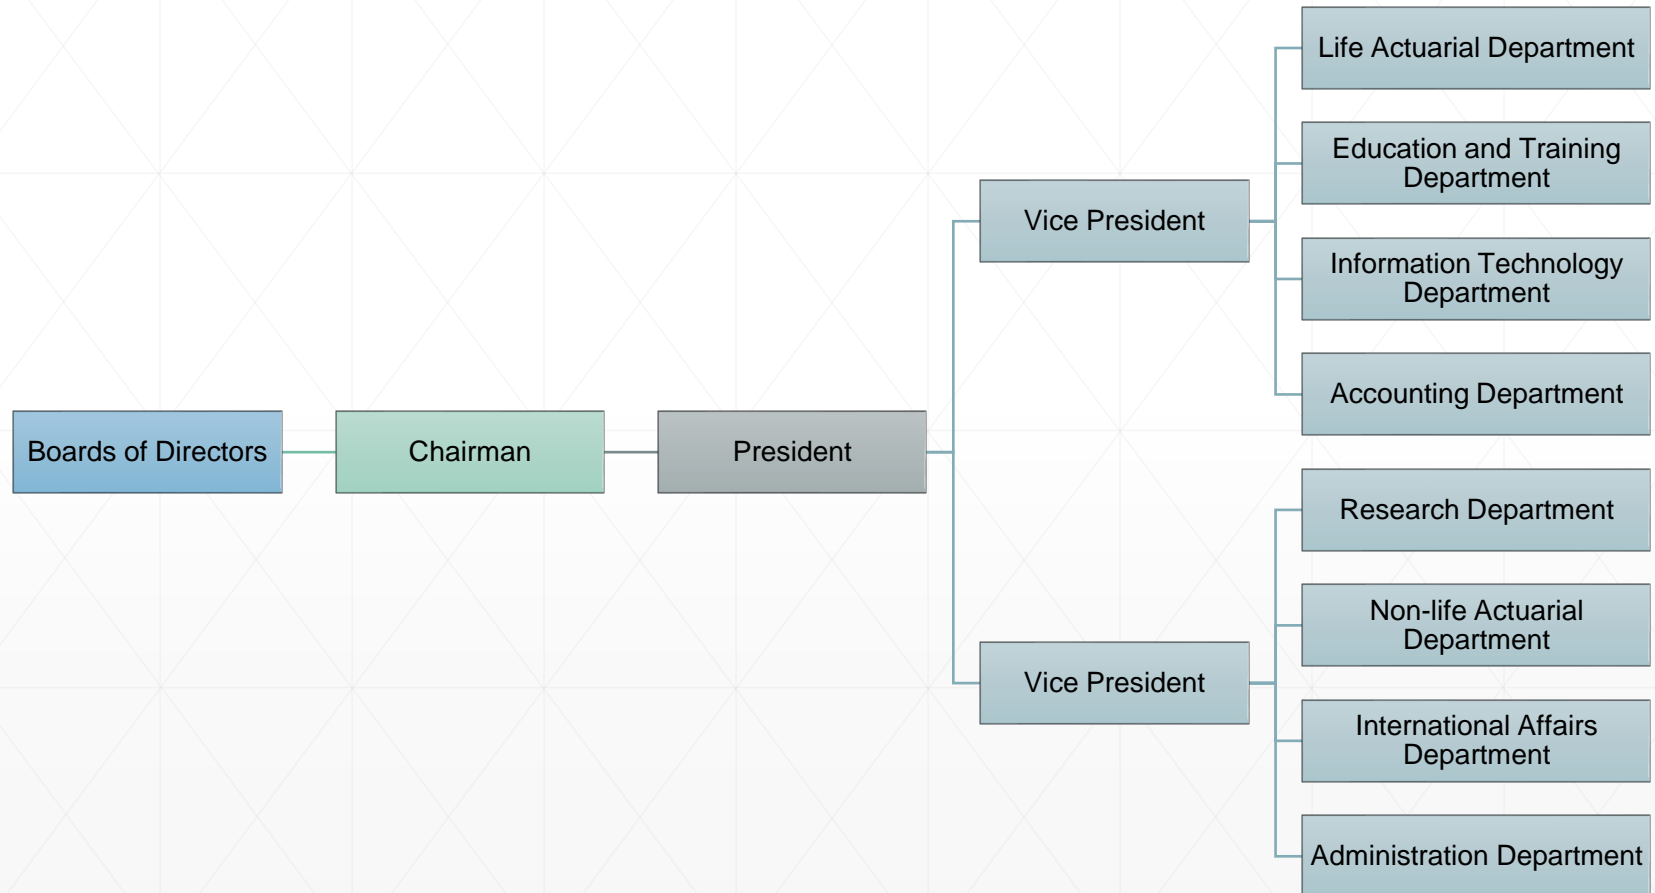 Boards of Directors
Chairman
President
Vice President
Life Actuarial Department
Education and Training
Department
Information Technology
Department
Accounting Department
Vice President
Research Department
Non-life Actuarial
Department
International Affairs
Department
Administration Department